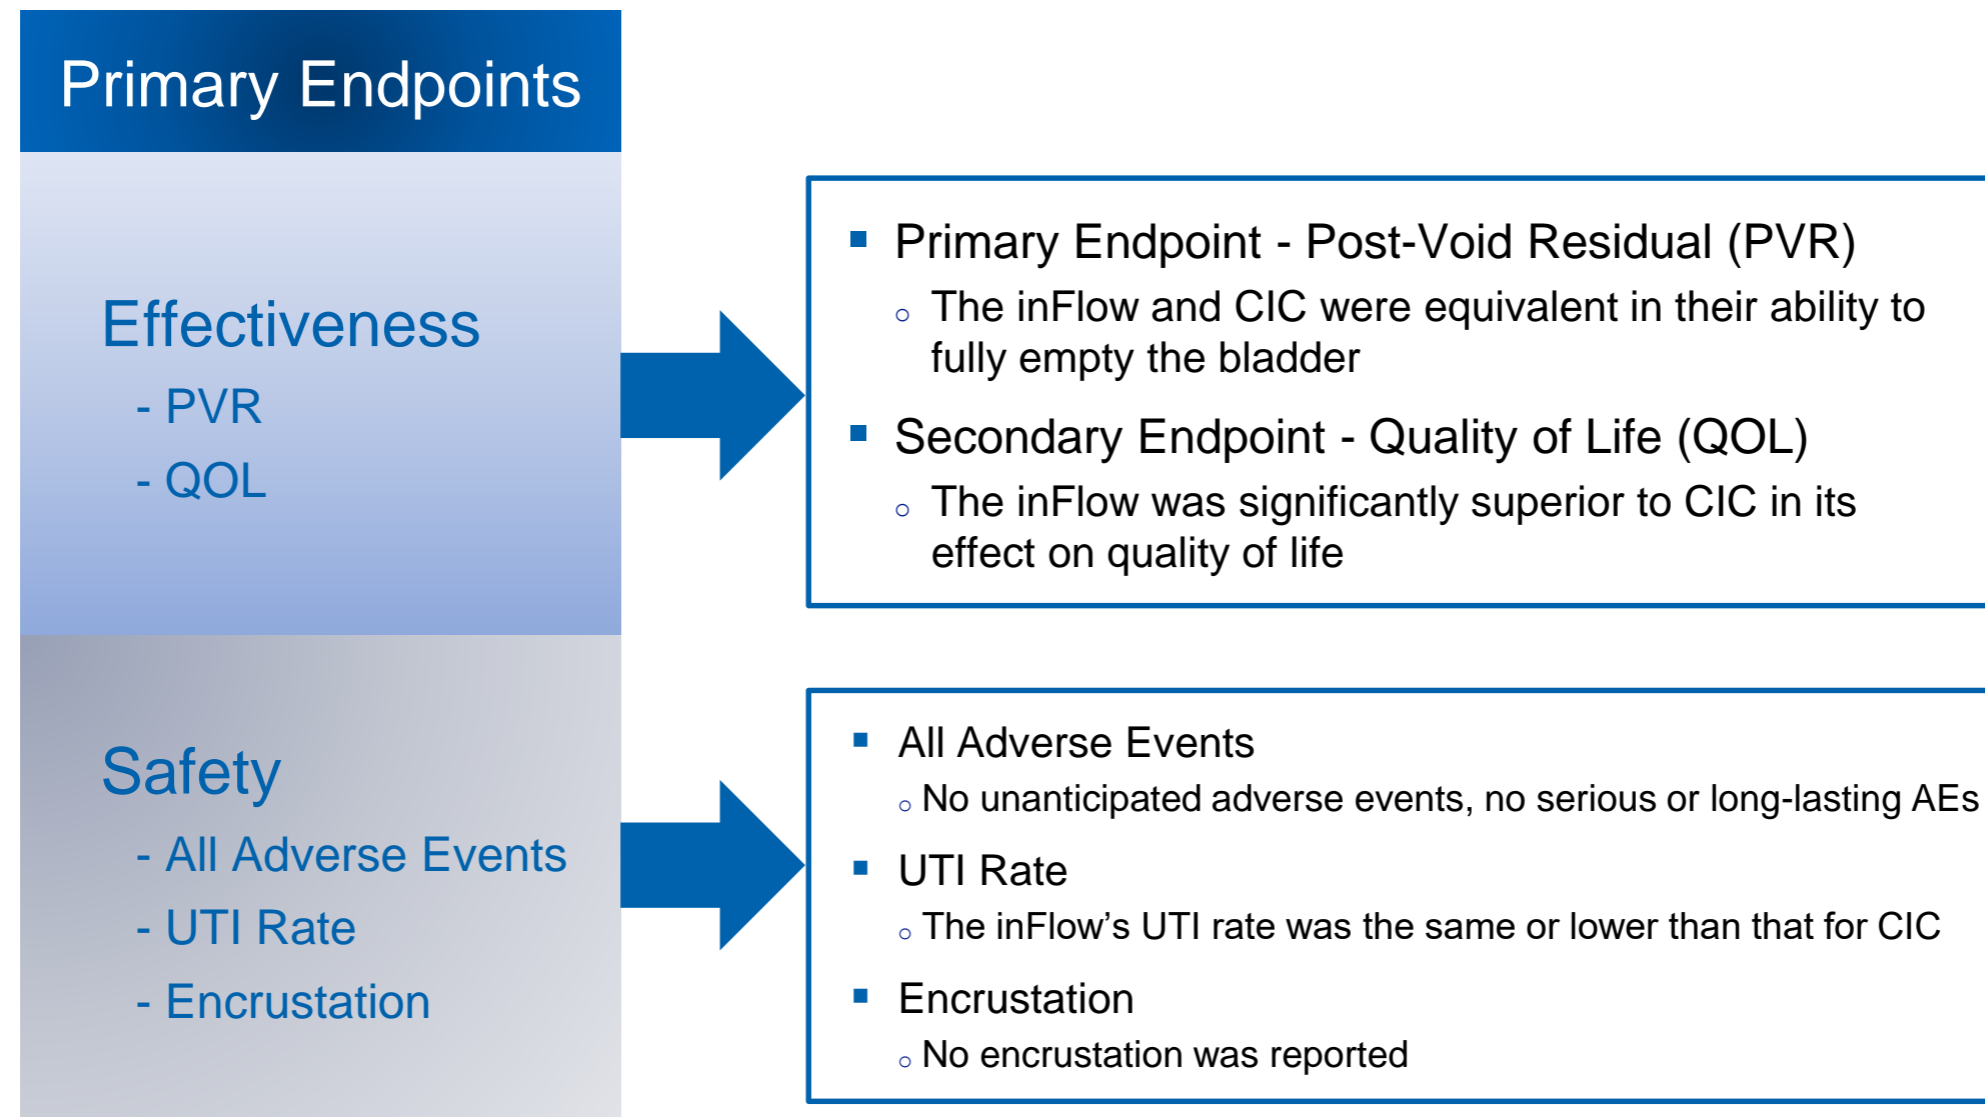 Primary Endpoints
Effectiveness
- PVR
- QOL
▪ Primary Endpoint - Post-Void Residual (PVR)
○ The inFlow and CIC were equivalent in their ability to
fully empty the bladder
▪ Secondary Endpoint - Quality of Life (QOL)
○ The inFlow was significantly superior to CIC in its
effect on quality of life
Safety
- All Adverse Events
- UTI Rate
- Encrustation
▪ All Adverse Events
○ No unanticipated adverse events, no serious or long-lasting AEs
▪ UTI Rate
○ The inFlow’s UTI rate was the same or lower than that for CIC
▪ Encrustation
○ No encrustation was reported